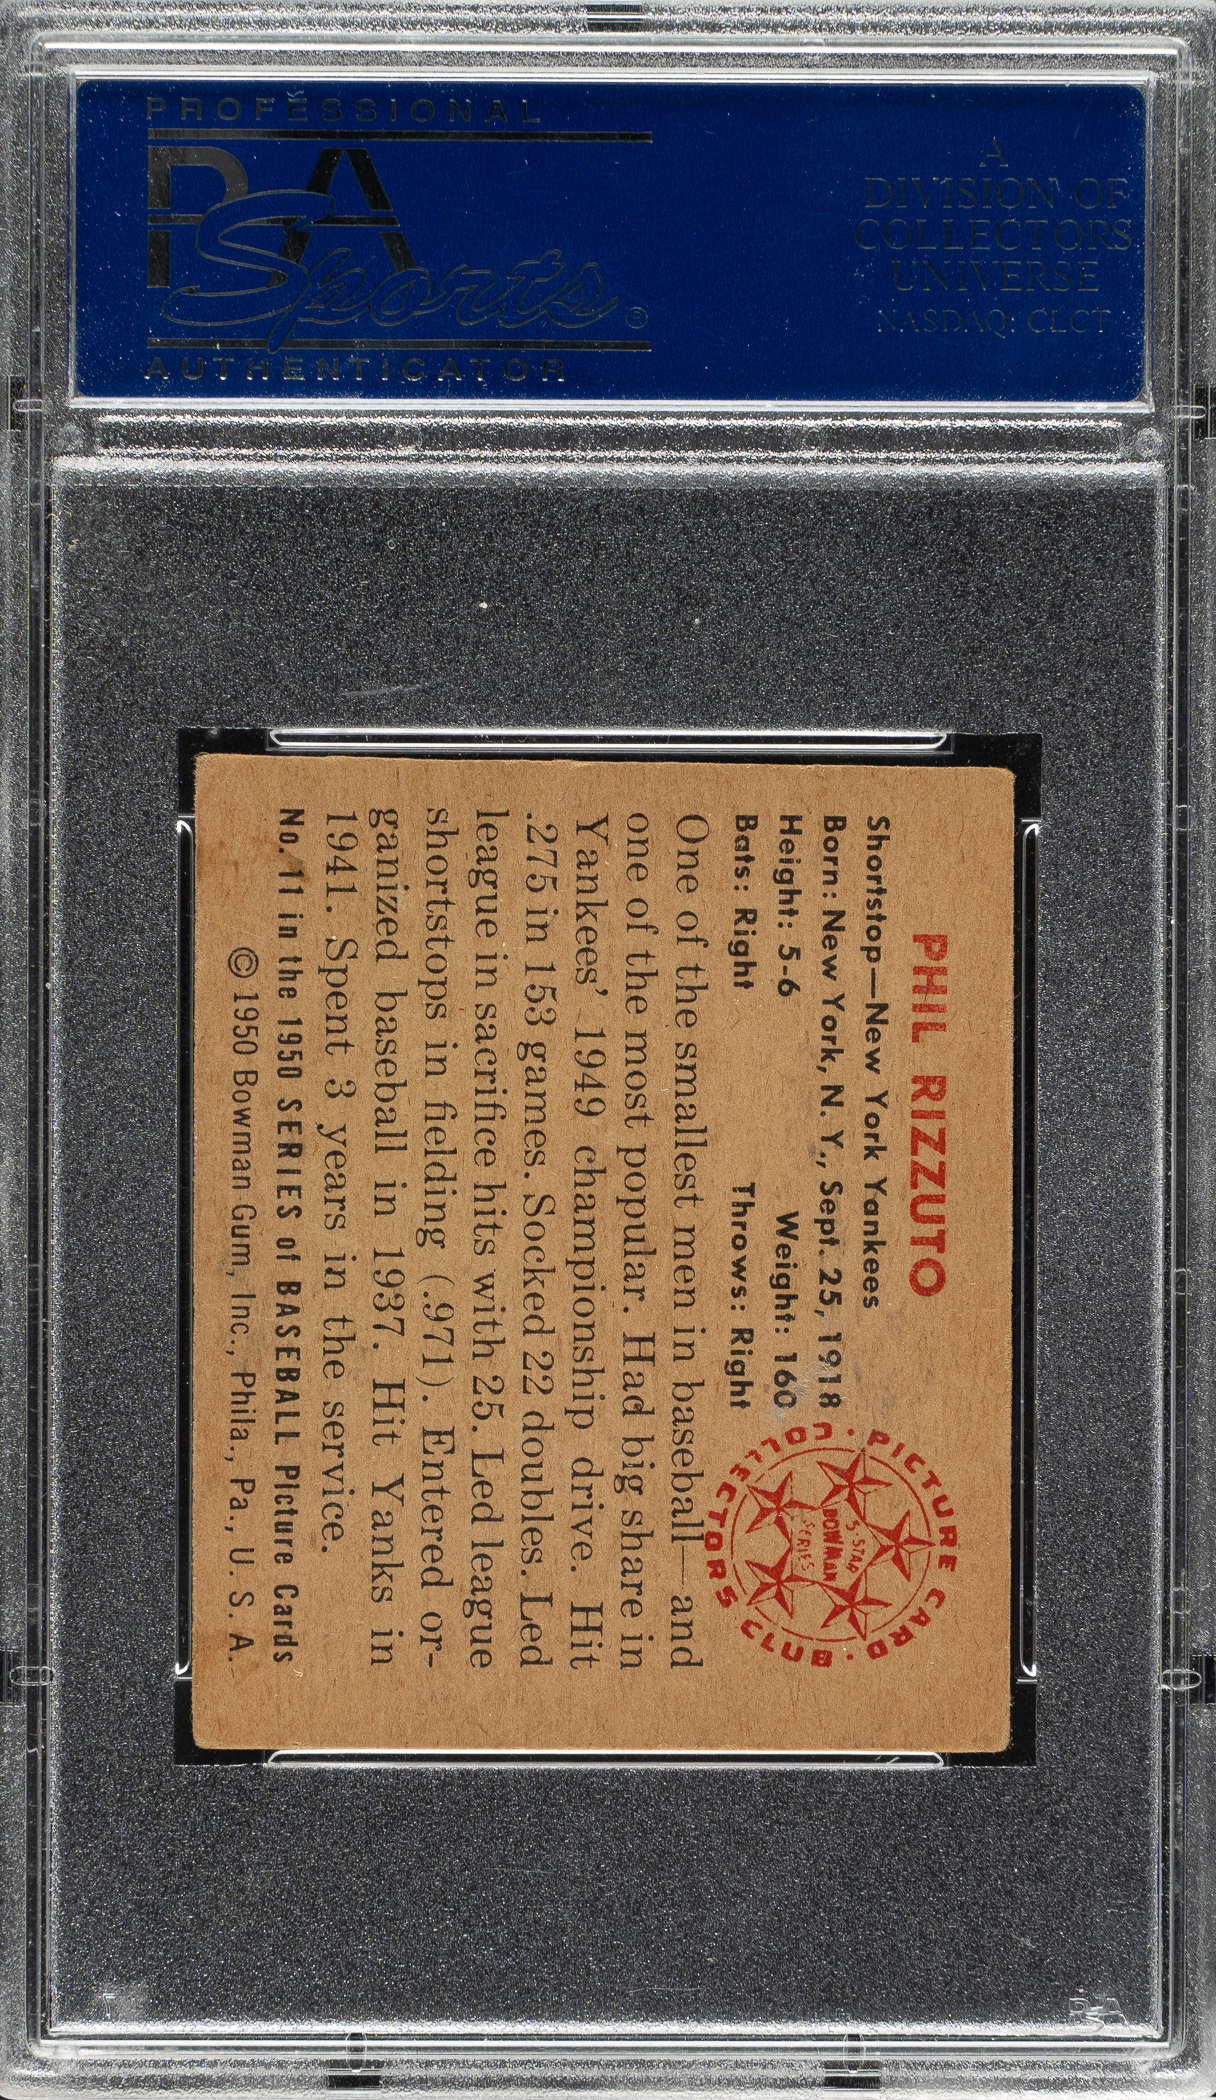 PROFESSIONAL
PSA
Sports®
AUTHENTICATOR
A
DIVISION OF
COLLECTORS
UNIVERSE
NASDAQ: CLCT
PHIL RIZZUTO
Shortstop—New York Yankees
Born: New York, N. Y., Sept. 25, 1918
Height: 5-6 Weight: 160
Bats: Right Throws: Right
PICTURE CARD · CLUB · COLLECTORS ·
5-STAR
BOWMAN
SERIES
One of the smallest men in baseball—and
one of the most popular. Had big share in
Yankees' 1949 championship drive. Hit
.275 in 153 games. Socked 22 doubles. Led
league in sacrifice hits with 25. Led league
shortstops in fielding (.971). Entered or-
ganized baseball in 1937. Hit Yanks in
1941. Spent 3 years in the service.
No. 11 in the 1950 SERIES of BASEBALL Picture Cards
© 1950 Bowman Gum, Inc., Phila., Pa., U. S. A.
PSA